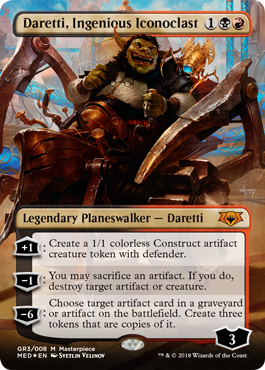 Daretti, Ingenious Iconoclast 1
Legendary Planeswalker — Daretti
+1: Create a 1/1 colorless Construct artifact
creature token with defender.
−1: You may sacrifice an artifact. If you do,
destroy target artifact or creature.
Choose target artifact card in a graveyard
−6: or artifact on the battlefield. Create three
tokens that are copies of it.
3
GR3/008 M Masterpiece
MED EN Svetlin Velinov ™ & © 2018 Wizards of the Coast